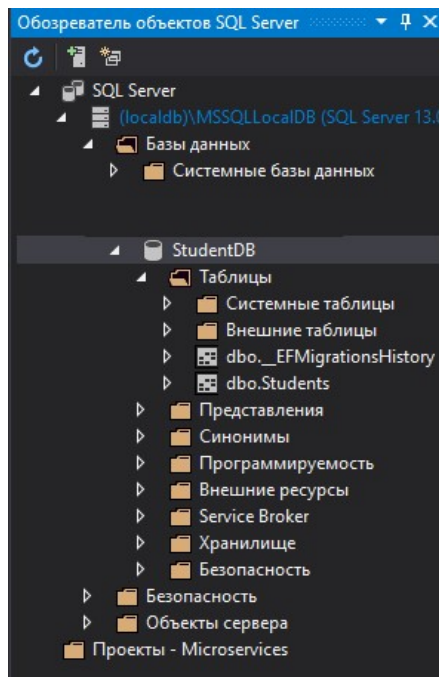 Обозреватель объектов SQL Server
SQL Server
(localdb)\MSSQLLocalDB (SQL Server 13.0
Базы данных
Системные базы данных
StudentDB
Таблицы
Системные таблицы
Внешние таблицы
dbo.__EFMigrationsHistory
dbo.Students
Представления
Синонимы
Программируемость
Внешние ресурсы
Service Broker
Хранилище
Безопасность
Безопасность
Объекты сервера
Проекты - Microservices